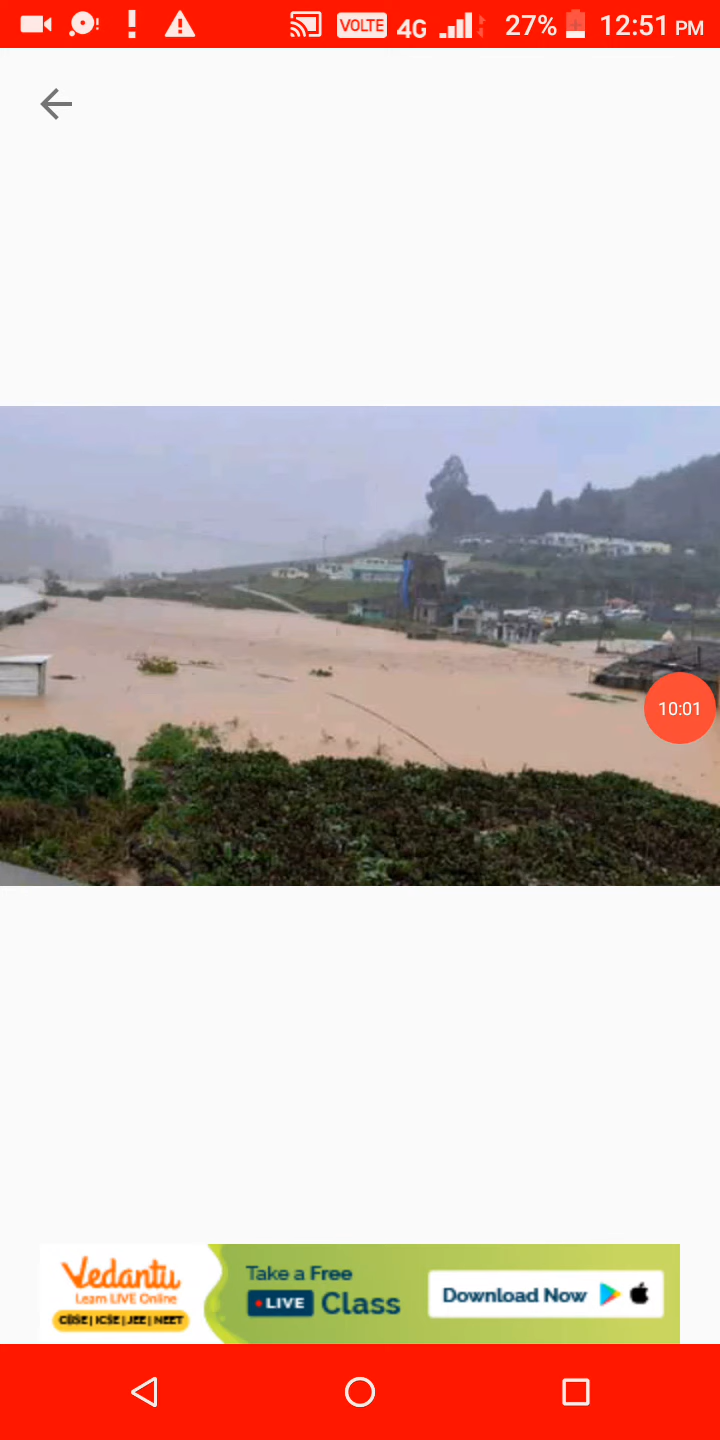 VOLTE 4G 27% 12:51 PM
10:01
Vedantu
Learn LIVE Online
CBSE | ICSE | JEE | NEET
Take a Free
LIVE Class
Download Now